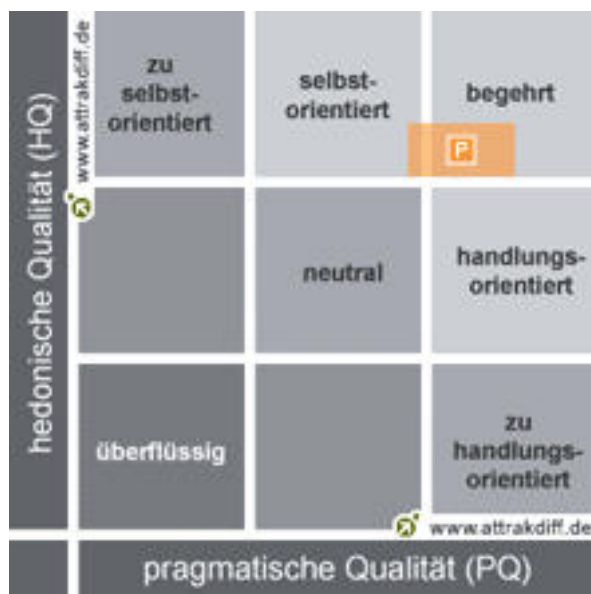 hedonische Qualität (HQ)
www.attrakdiff.de
zu
selbst-
orientiert
selbst-
orientiert
begehrt
P
neutral
handlungs-
orientiert
überflüssig
zu
handlungs-
orientiert
www.attrakdiff.de
pragmatische Qualität (PQ)